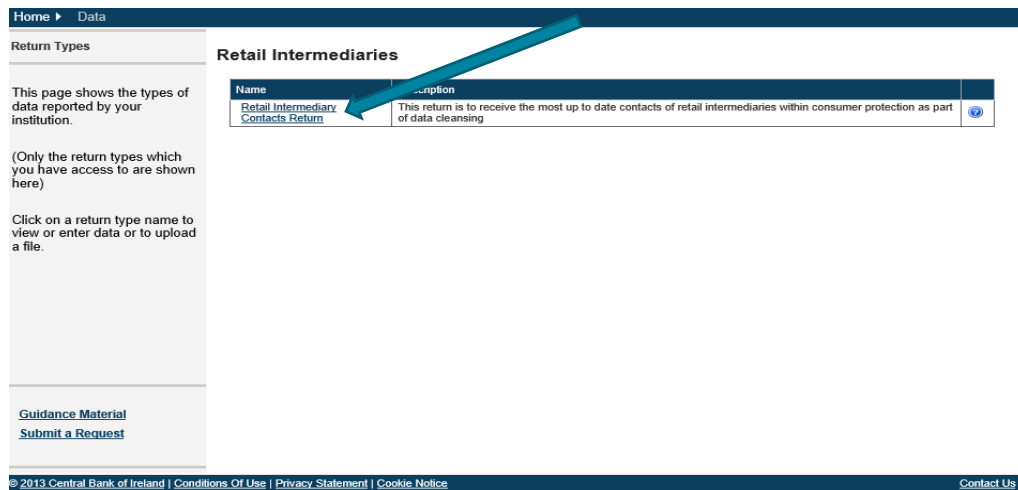 Home Data
Return Types
This page shows the types of
data reported by your
institution.
(Only the return types which
you have access to are shown
here)
Click on a return type name to
view or enter data or to upload
a file.
Guidance Material
Submit a Request
Retail Intermediaries
Name
Retail Intermediary
Contacts Return
This return is to receive the most up to date contacts of retail intermediaries within consumer protection as part
of data cleansing
© 2013 Central Bank of Ireland | Conditions Of Use | Privacy Statement | Cookie Notice Contact Us